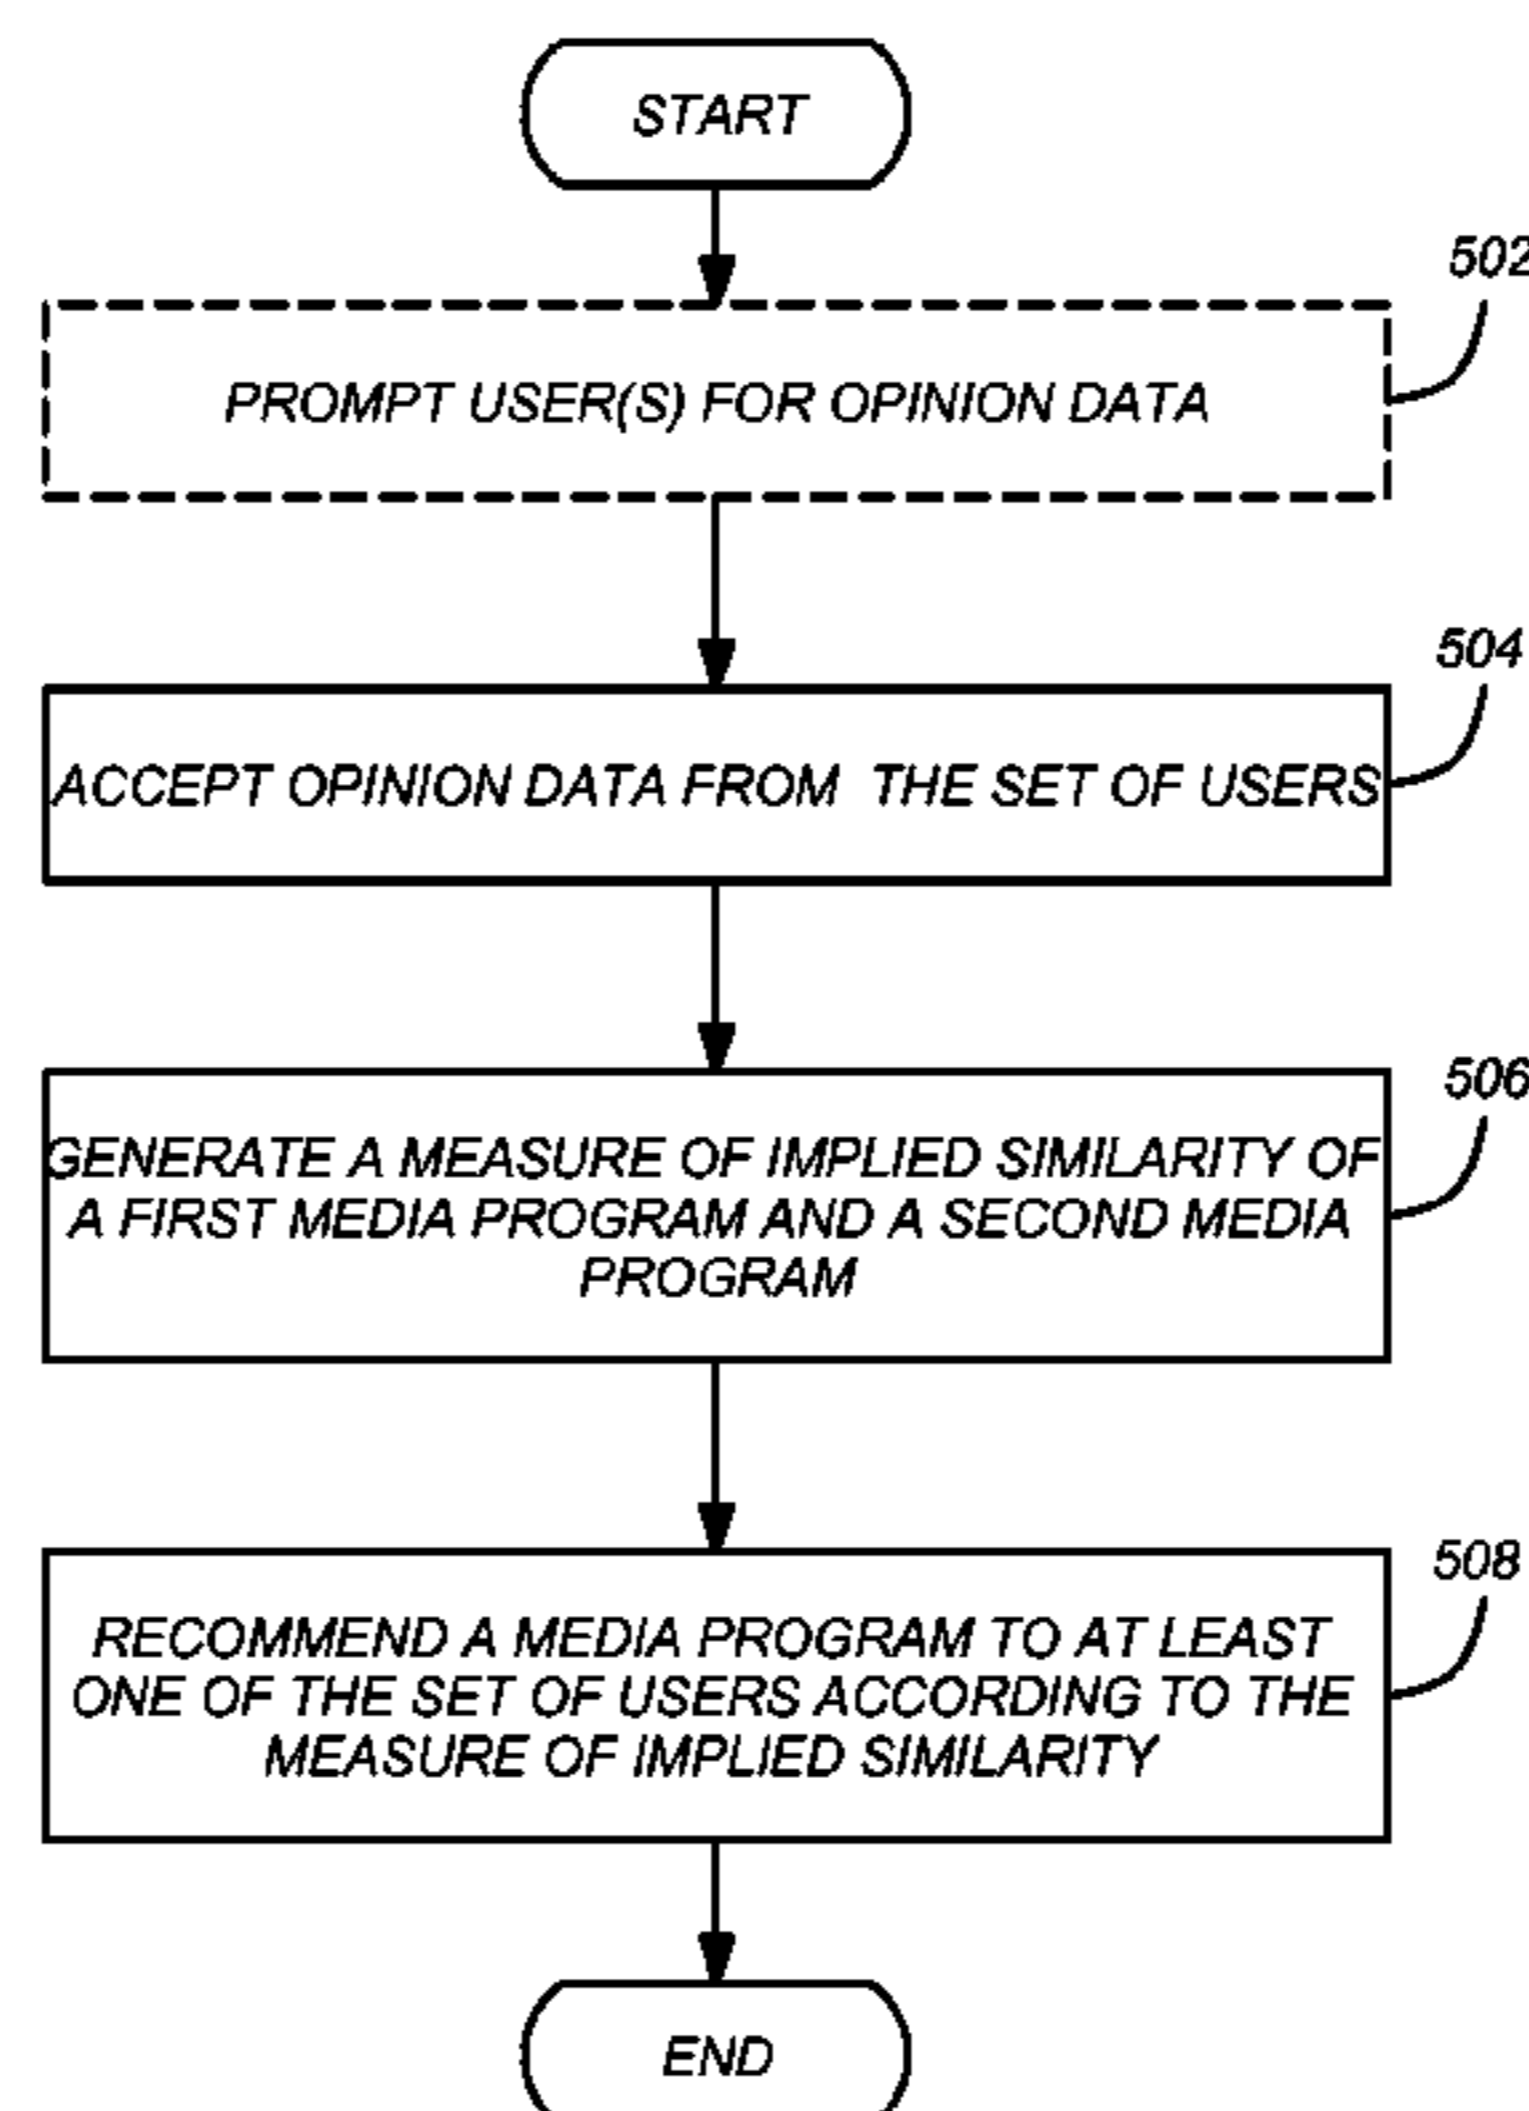 START
502
PROMPT USER(S) FOR OPINION DATA
504
ACCEPT OPINION DATA FROM THE SET OF USERS
506
GENERATE A MEASURE OF IMPLIED SIMILARITY OF
A FIRST MEDIA PROGRAM AND A SECOND MEDIA
PROGRAM
508
RECOMMEND A MEDIA PROGRAM TO AT LEAST
ONE OF THE SET OF USERS ACCORDING TO THE
MEASURE OF IMPLIED SIMILARITY
END